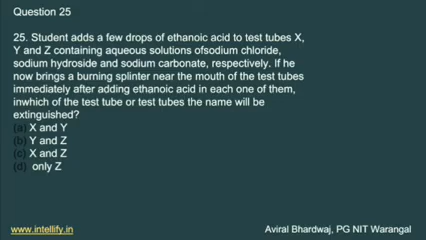 Question 25
25. Student adds a few drops of ethanoic acid to test tubes X,
Y and Z containing aqueous solutions ofsodium chloride,
sodium hydroside and sodium carbonate, respectively. If he
now brings a burning splinter near the mouth of the test tubes
immediately after adding ethanoic acid in each one of them,
inwhich of the test tube or test tubes the name will be
extinguished?
(a) X and Y
(b) Y and Z
(c) X and Z
(d) only Z
www.intellify.in
Aviral Bhardwaj, PG NIT Warangal